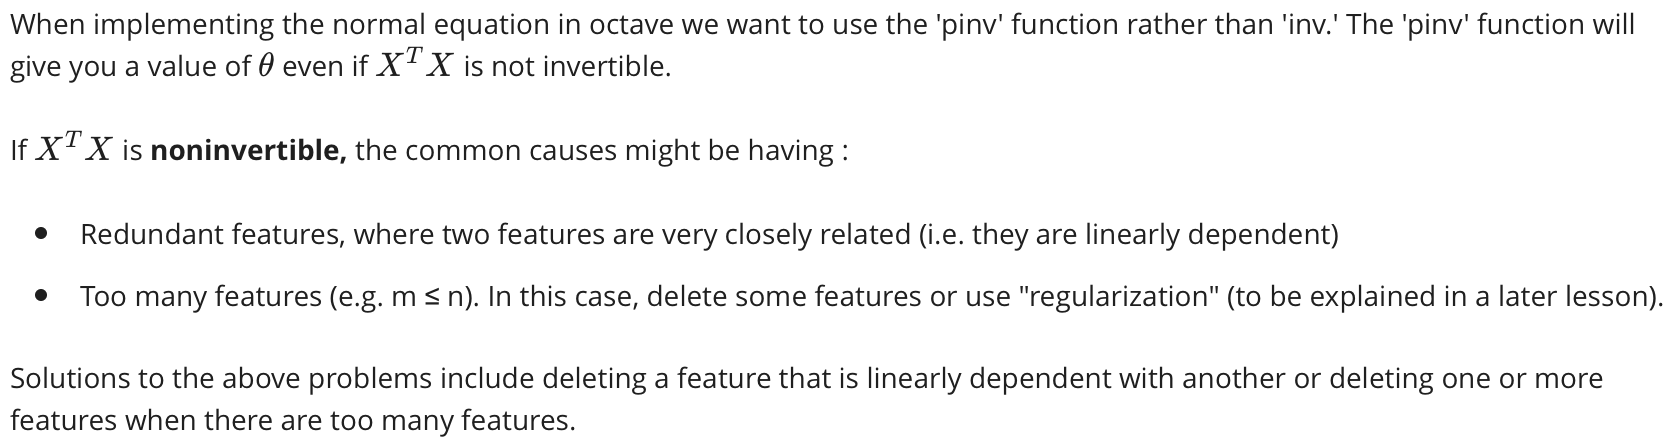 When implementing the normal equation in octave we want to use the 'pinv' function rather than 'inv.' The 'pinv' function will
give you a value of θ even if XᵀX is not invertible.
If XᵀX is noninvertible, the common causes might be having :
• Redundant features, where two features are very closely related (i.e. they are linearly dependent)
• Too many features (e.g. m ≤ n). In this case, delete some features or use "regularization" (to be explained in a later lesson).
Solutions to the above problems include deleting a feature that is linearly dependent with another or deleting one or more
features when there are too many features.